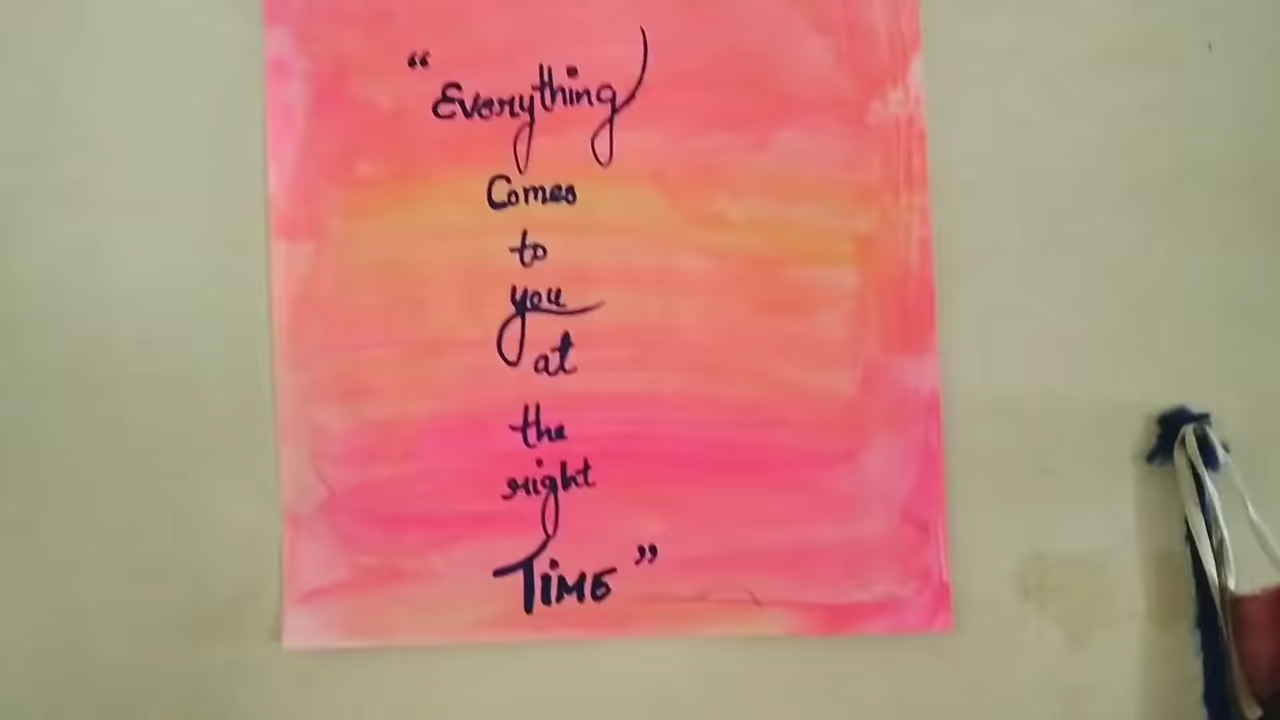 “Everything
Comes
to
you
at
the
right
TiME”